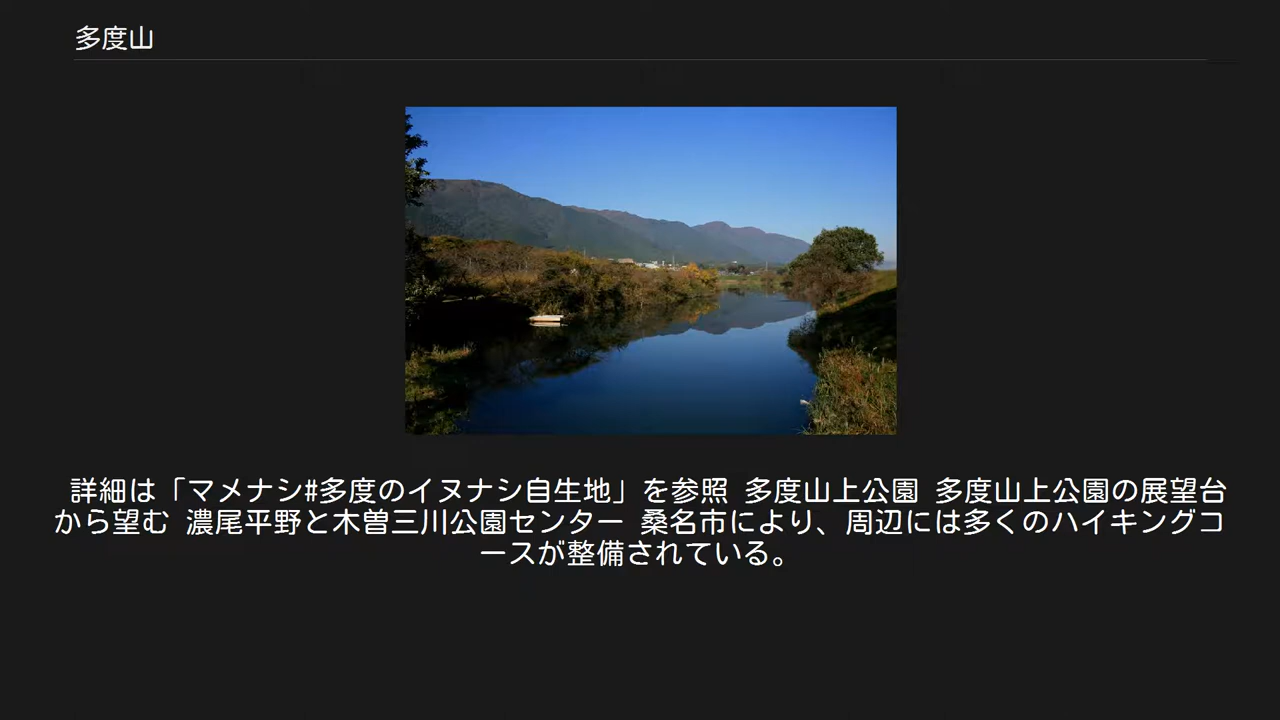 多度山
詳細は「マメナシ#多度のイヌナシ自生地」を参照 多度山上公園 多度山上公園の展望台
から望む 濃尾平野と木曽三川公園センター 桑名市により、周辺には多くのハイキングコ
ースが整備されている。